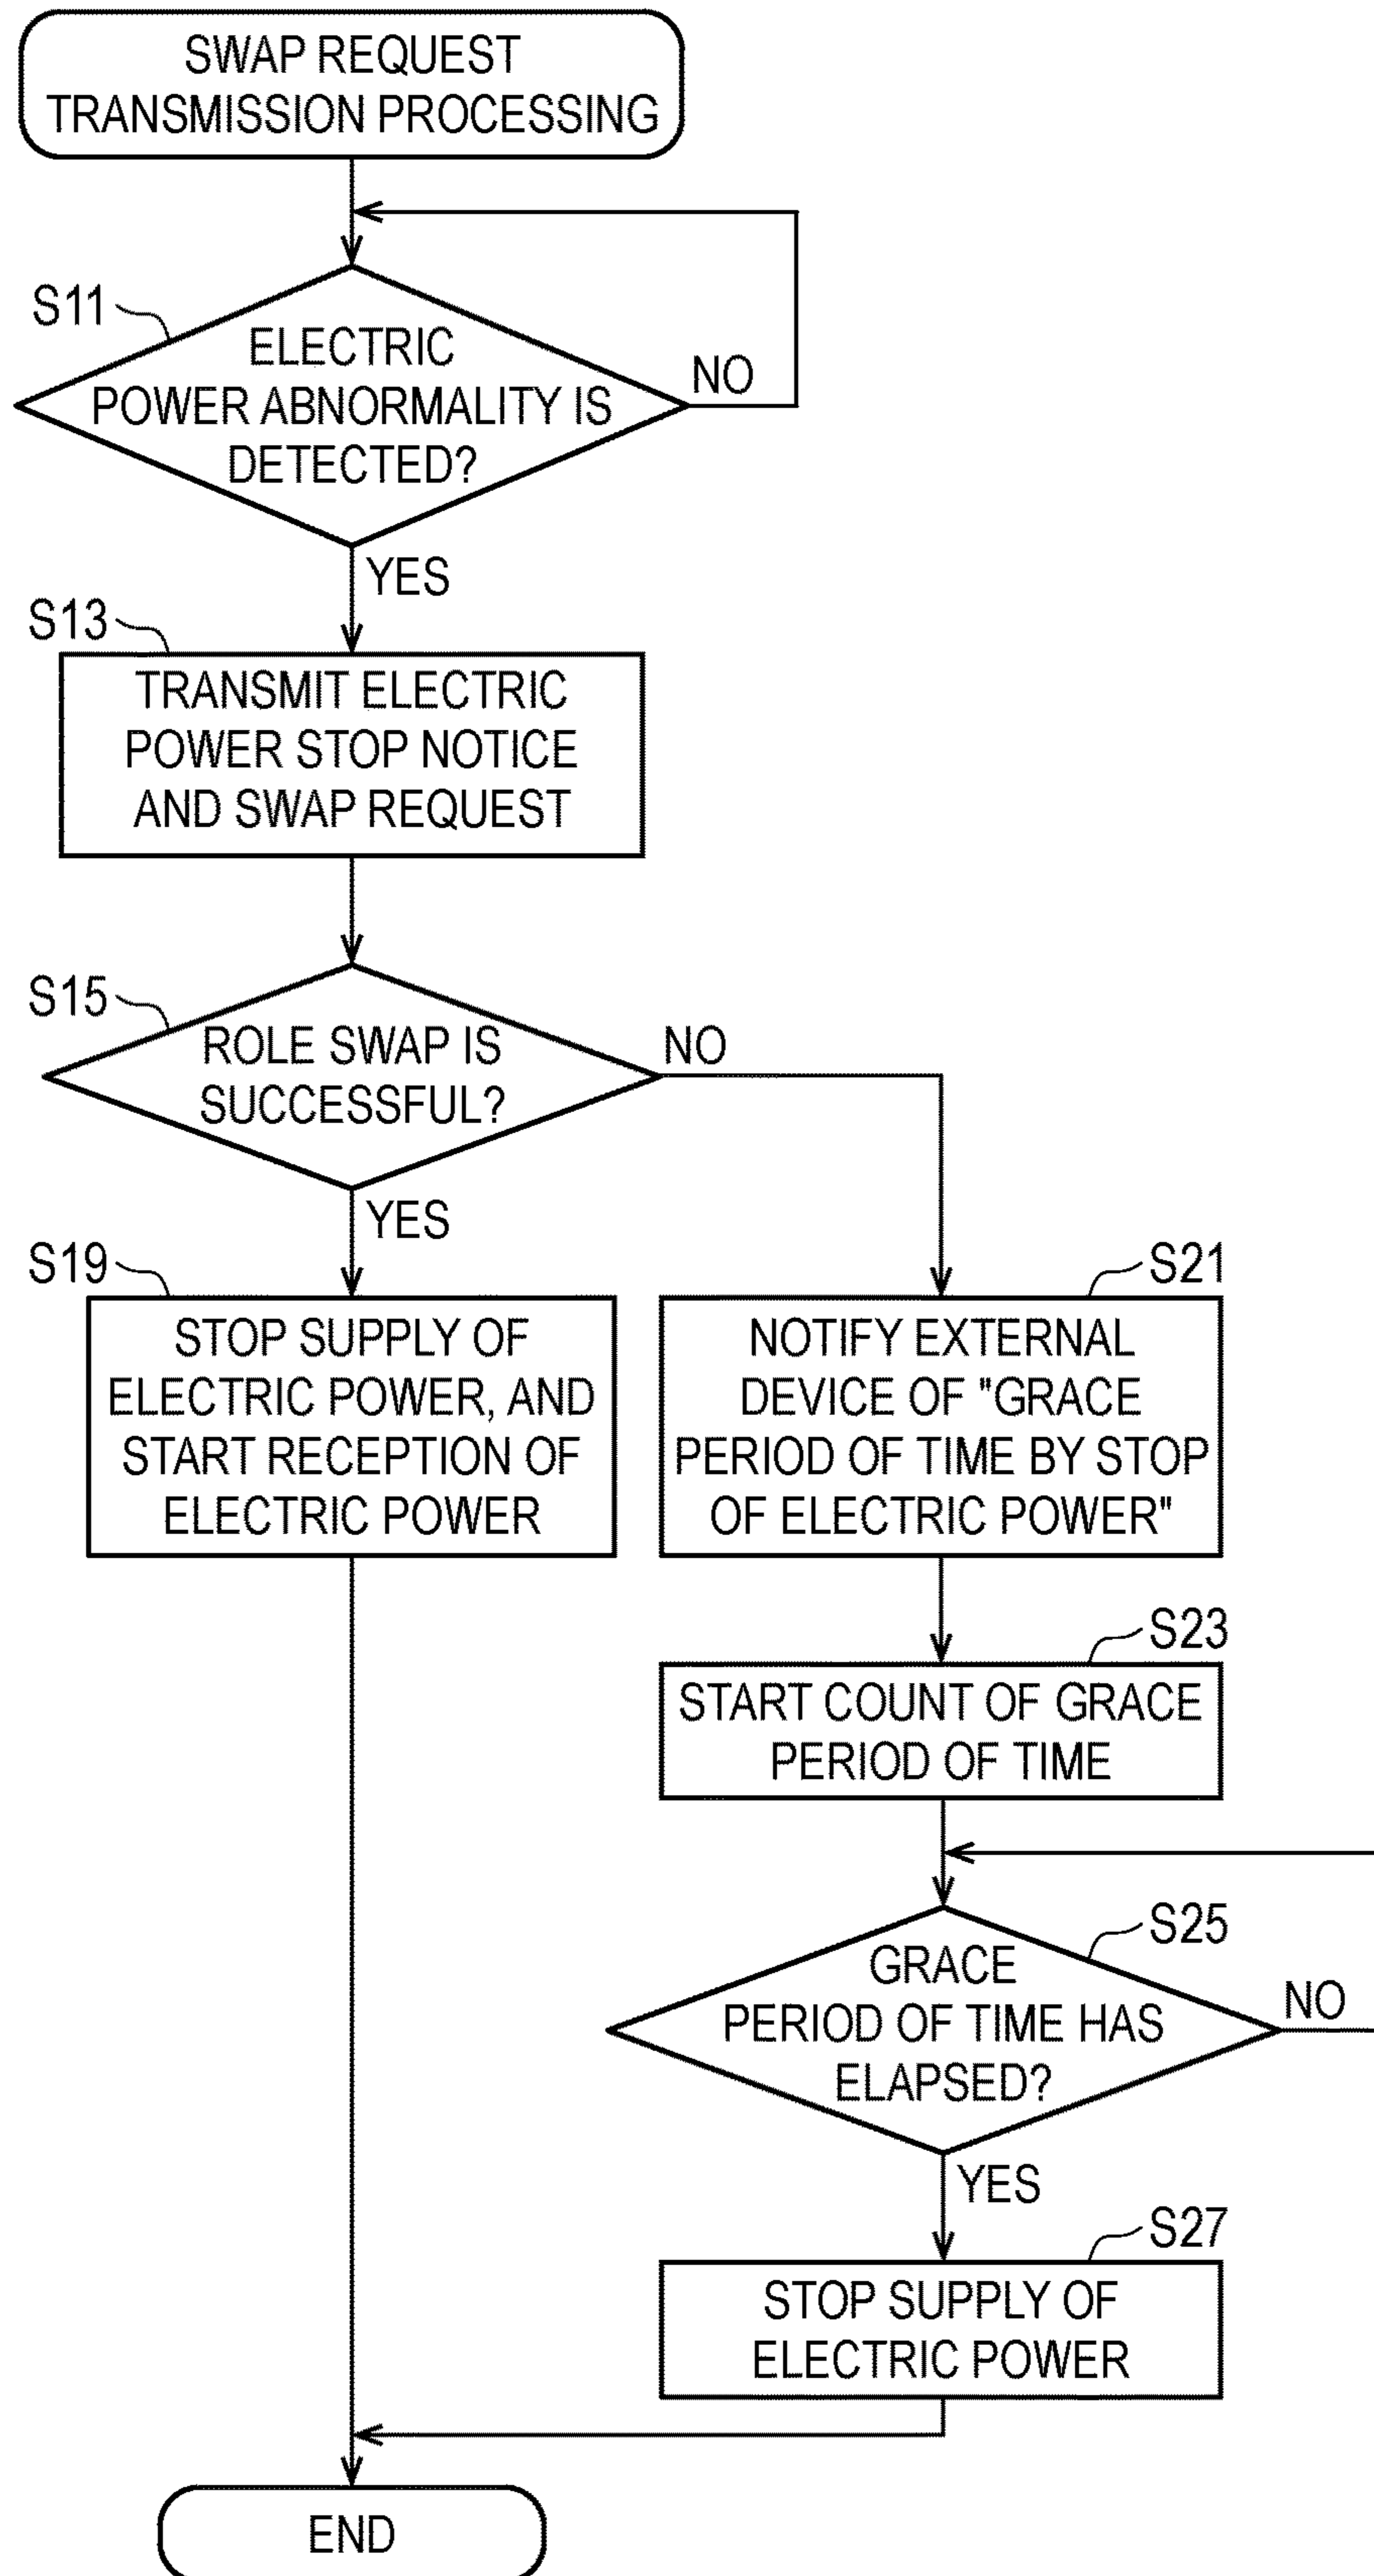 SWAP REQUEST
TRANSMISSION PROCESSING
S11
ELECTRIC
POWER ABNORMALITY IS
DETECTED?
NO
YES
S13
TRANSMIT ELECTRIC
POWER STOP NOTICE
AND SWAP REQUEST
S15
ROLE SWAP IS
SUCCESSFUL?
NO
YES
S19
STOP SUPPLY OF
ELECTRIC POWER, AND
START RECEPTION OF
ELECTRIC POWER
S21
NOTIFY EXTERNAL
DEVICE OF "GRACE
PERIOD OF TIME BY STOP
OF ELECTRIC POWER"
S23
START COUNT OF GRACE
PERIOD OF TIME
S25
GRACE
PERIOD OF TIME HAS
ELAPSED?
NO
YES
S27
STOP SUPPLY OF
ELECTRIC POWER
END